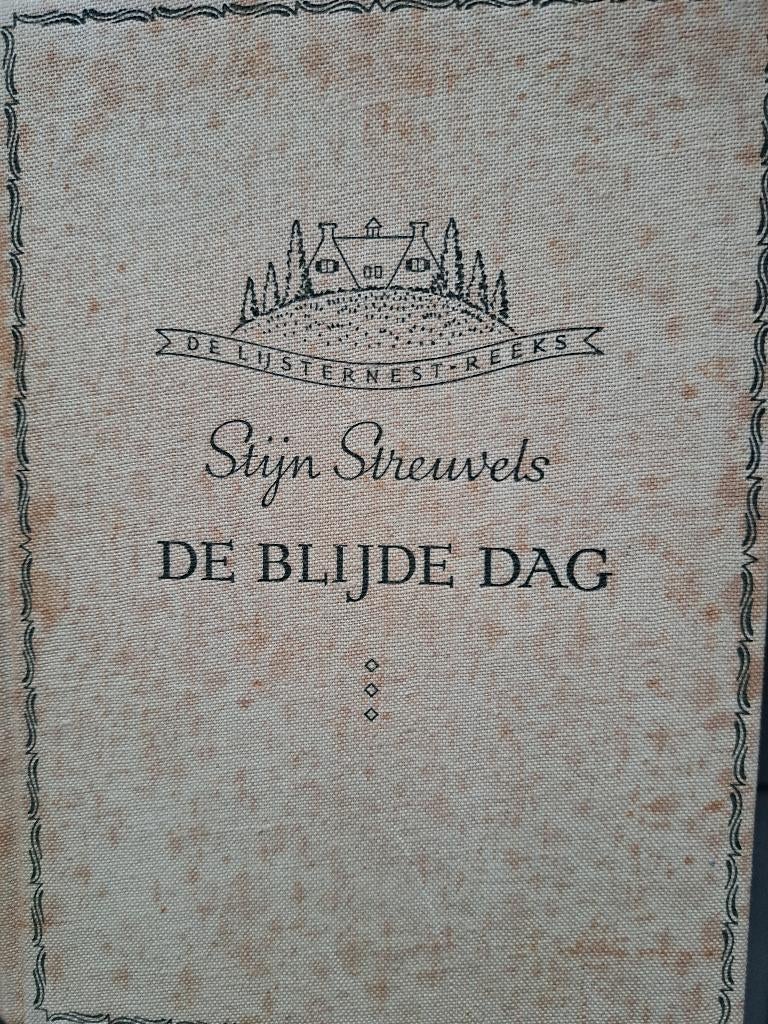 DE LIJSTERNEST-REEKS
Stijn Streuvels
DE BLIJDE DAG